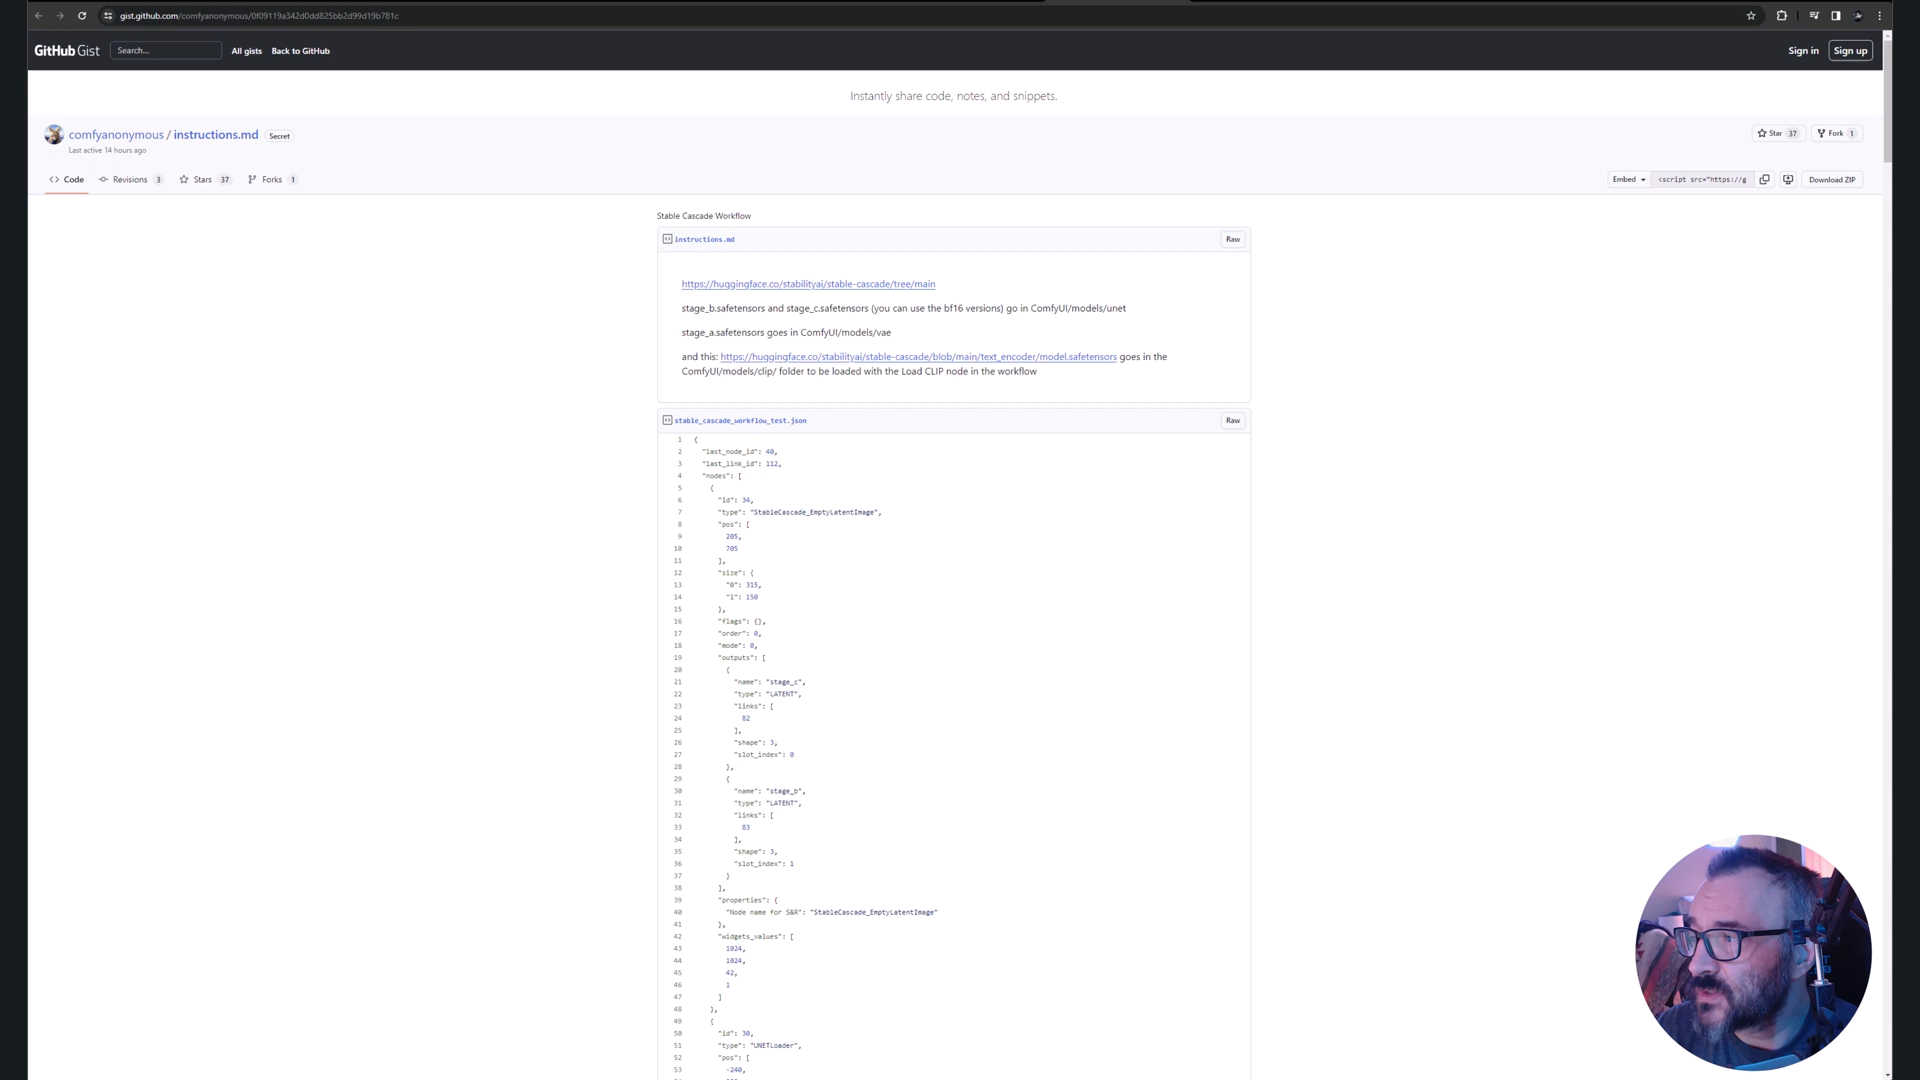 gist.github.com/comfyanonymous/0f09119a342d0dd825bb2d99d19b781c
GitHub Gist Search... All gists Back to GitHub Sign in Sign up
Instantly share code, notes, and snippets.
comfyanonymous / instructions.md Secret
Star 37 Fork 1
Last active 14 hours ago
Code Revisions 3 Stars 37 Forks 1 Embed <script src="https://g Download ZIP
Stable Cascade Workflow
instructions.md Raw
https://huggingface.co/stabilityai/stable-cascade/tree/main
stage_b.safetensors and stage_c.safetensors (you can use the bf16 versions) go in ComfyUI/models/unet
stage_a.safetensors goes in ComfyUI/models/vae
and this: https://huggingface.co/stabilityai/stable-cascade/blob/main/text_encoder/model.safetensors goes in the
ComfyUI/models/clip/ folder to be loaded with the Load CLIP node in the workflow
stable_cascade_workflow_test.json Raw
1 {
2 "last_node_id": 40,
3 "last_link_id": 112,
4 "nodes": [
5 {
6 "id": 34,
7 "type": "StableCascade_EmptyLatentImage",
8 "pos": [
9 205,
10 705
11 ],
12 "size": {
13 "0": 315,
14 "1": 150
15 },
16 "flags": {},
17 "order": 0,
18 "mode": 0,
19 "outputs": [
20 {
21 "name": "stage_c",
22 "type": "LATENT",
23 "links": [
24 82
25 ],
26 "shape": 3,
27 "slot_index": 0
28 },
29 {
30 "name": "stage_b",
31 "type": "LATENT",
32 "links": [
33 83
34 ],
35 "shape": 3,
36 "slot_index": 1
37 }
38 ],
39 "properties": {
40 "Node name for S&R": "StableCascade_EmptyLatentImage"
41 },
42 "widgets_values": [
43 1024,
44 1024,
45 42,
46 1
47 ]
48 },
49 {
50 "id": 30,
51 "type": "UNETLoader",
52 "pos": [
53 -240,